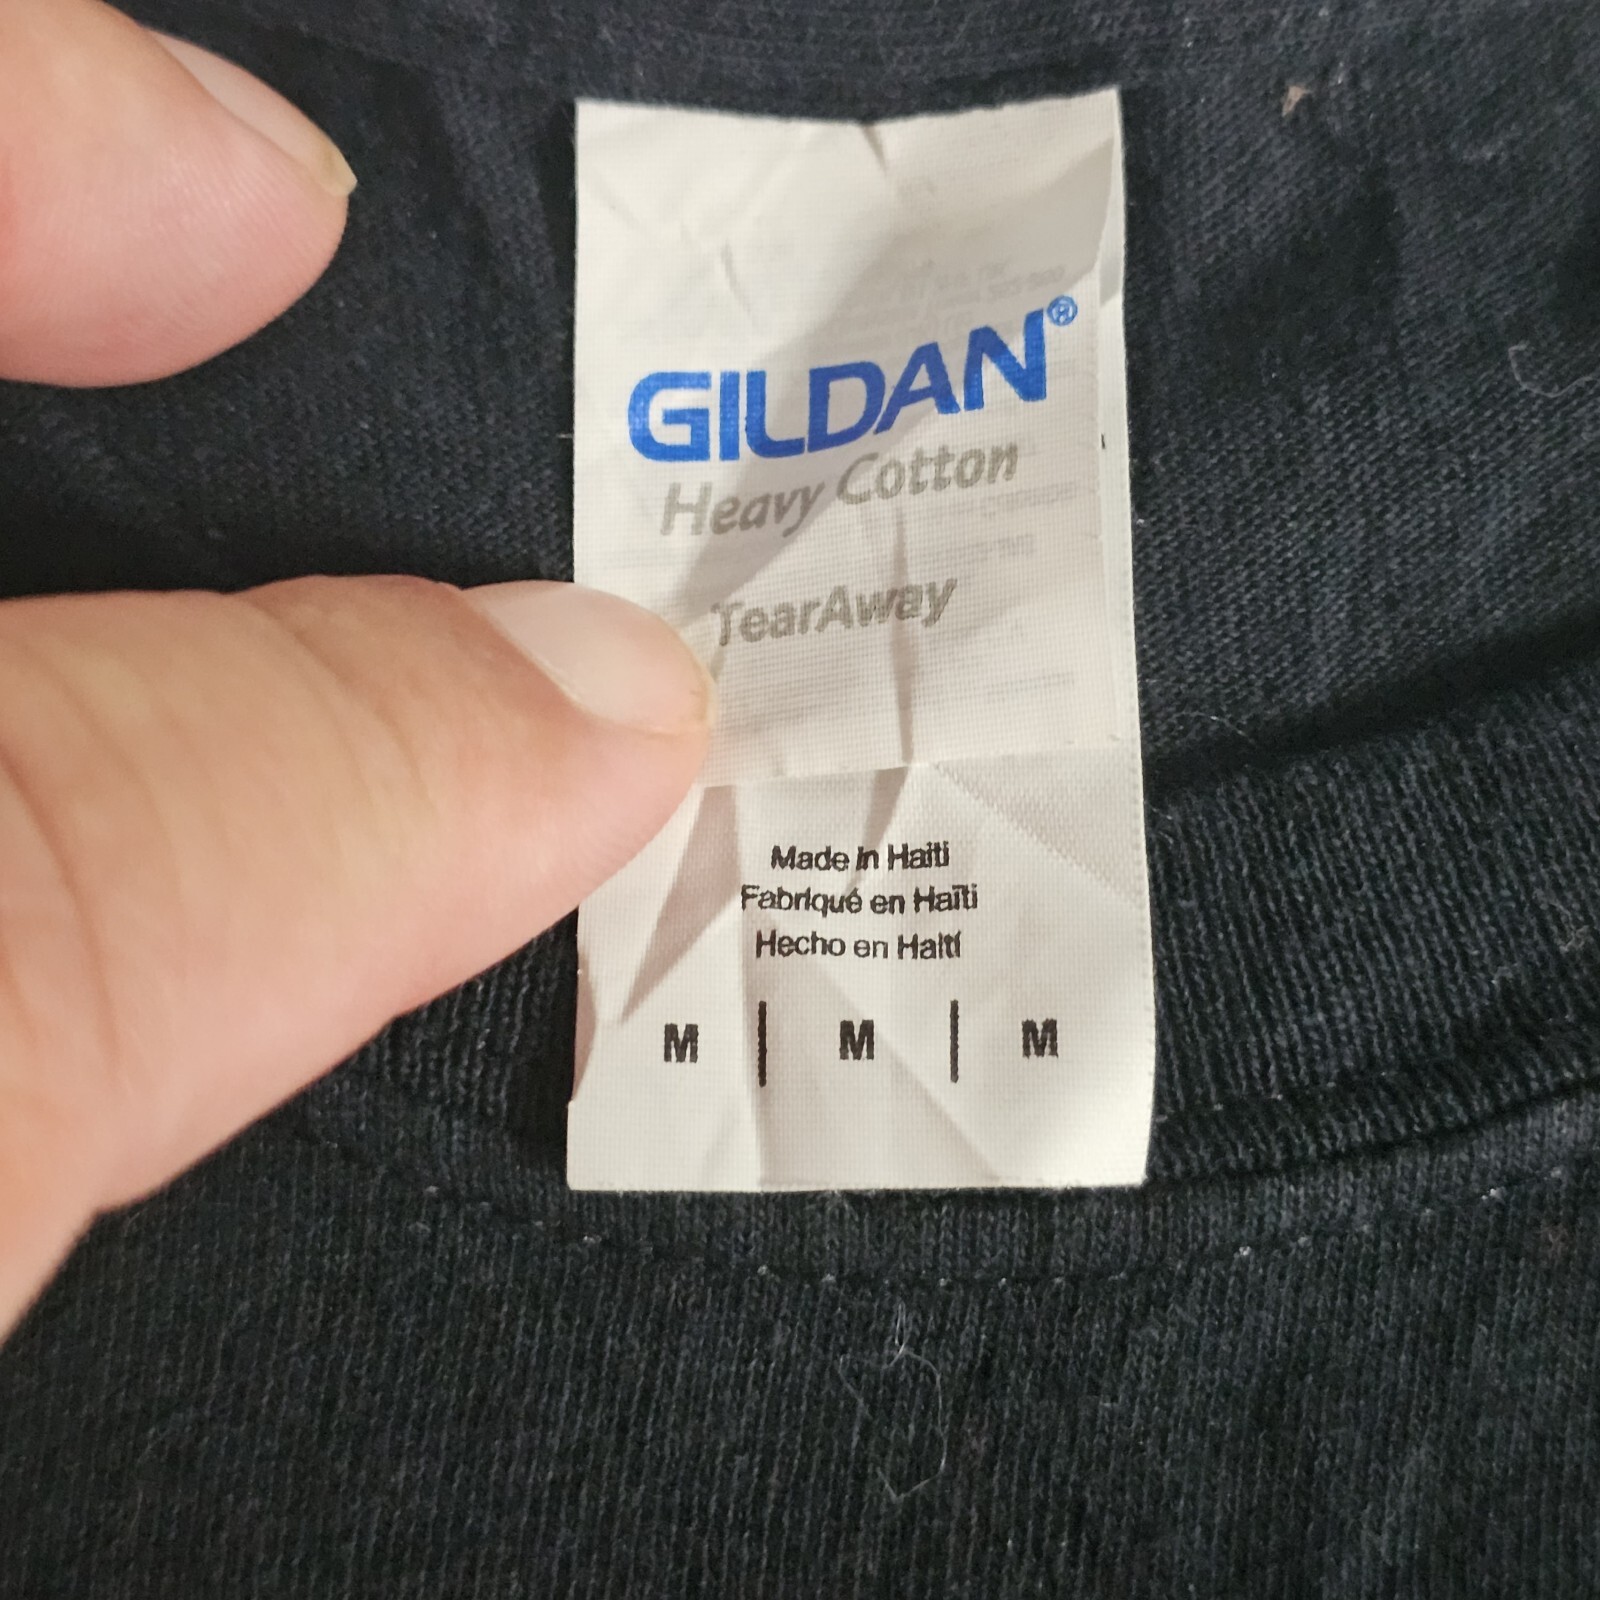 GILDAN®
Heavy Cotton
TearAway
Made in Haiti
Fabriqué en Haïti
Hecho en Haití
M | M | M